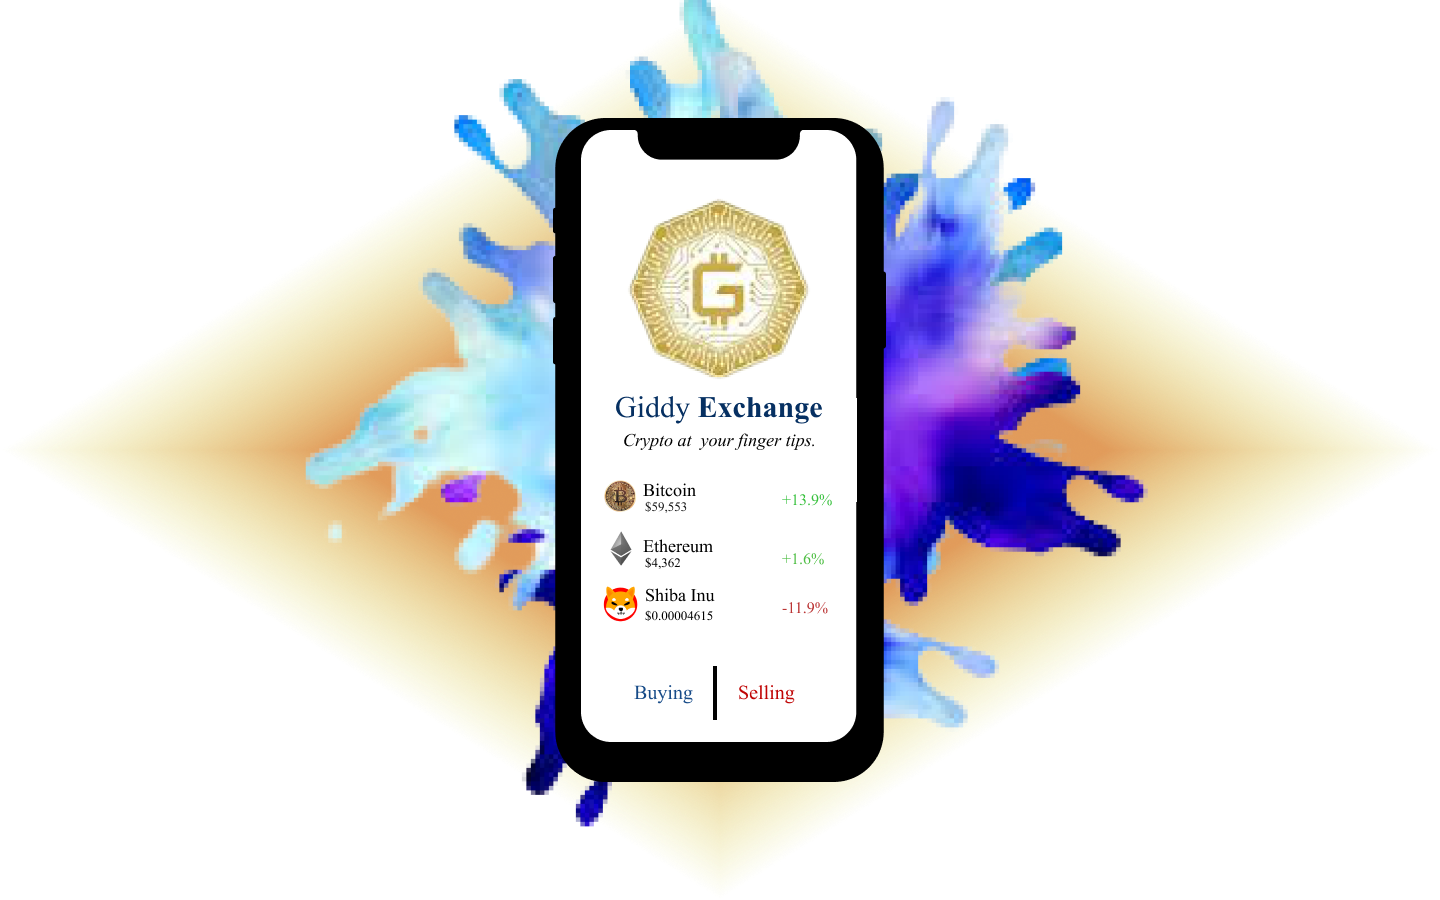 G
Giddy Exchange
Crypto at  your finger tips.
Bitcoin
$59,553
+13.9%
Ethereum
$4,362
+1.6%
Shiba Inu
$0.00004615
-11.9%
Buying
Selling